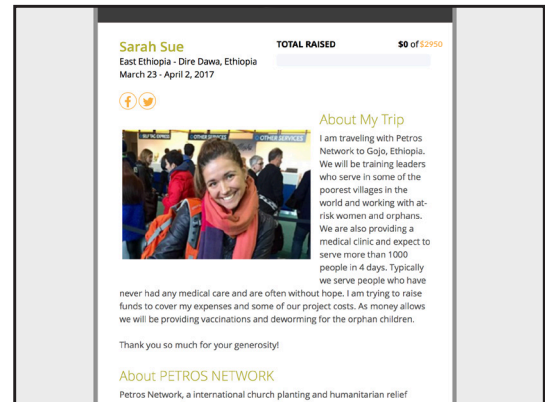 Sarah Sue
East Ethiopia - Dire Dawa, Ethiopia
March 23 - April 2, 2017
TOTAL RAISED $0 of $2950
About My Trip
I am traveling with Petros
Network to Gojo, Ethiopia.
We will be training leaders
who serve in some of the
poorest villages in the
world and working with at-
risk women and orphans.
We are also providing a
medical clinic and expect to
serve more than 1000
people in 4 days. Typically
we serve people who have
never had any medical care and are often without hope. I am trying to raise
funds to cover my expenses and some of our project costs. As money allows
we will be providing vaccinations and deworming for the orphan children.
Thank you so much for your generosity!
OTHER SERVICES
OTHER SERVICES
About PETROS NETWORK
Petros Network, a international church planting and humanitarian relief